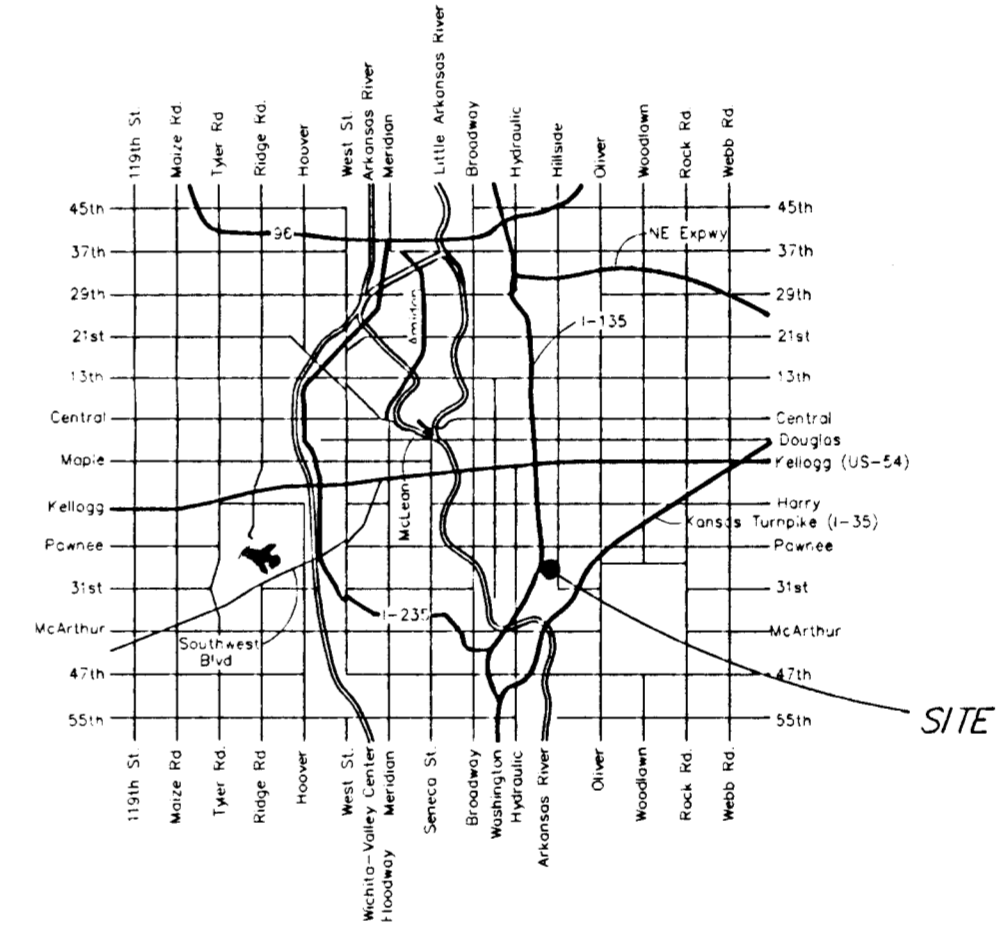 119th St.
Maize Rd.
Tyler Rd
Ridge Rd.
Hoover
West St.
Arkansas River
Meridian
Little Arkansas River
Broadway
Hydraulic
Hillside
Oliver
Woodlawn
Rock Rd.
Webb Rd.
45th
37th
29th
21st
13th
Central
Maple
Kellogg
Pawnee
31st
McArthur
47th
55th
96
Amidon
McLean
I-135
NE Expwy
I-235
Southwest
Blvd
45th
37th
29th
21st
13th
Central
Douglas
Kellogg (US-54)
Harry
Kansas Turnpike (I-35)
Pawnee
31st
McArthur
47th
55th
SITE
119th St.
Maize Rd.
Tyler Rd.
Ridge Rd.
Hoover
West St.
Wichita-Valley Center
Floodway
Meridian
Seneca St.
Broadway
Washington
Hydraulic
Arkansas River
Oliver
Woodlawn
Rock Rd.
Webb Rd.